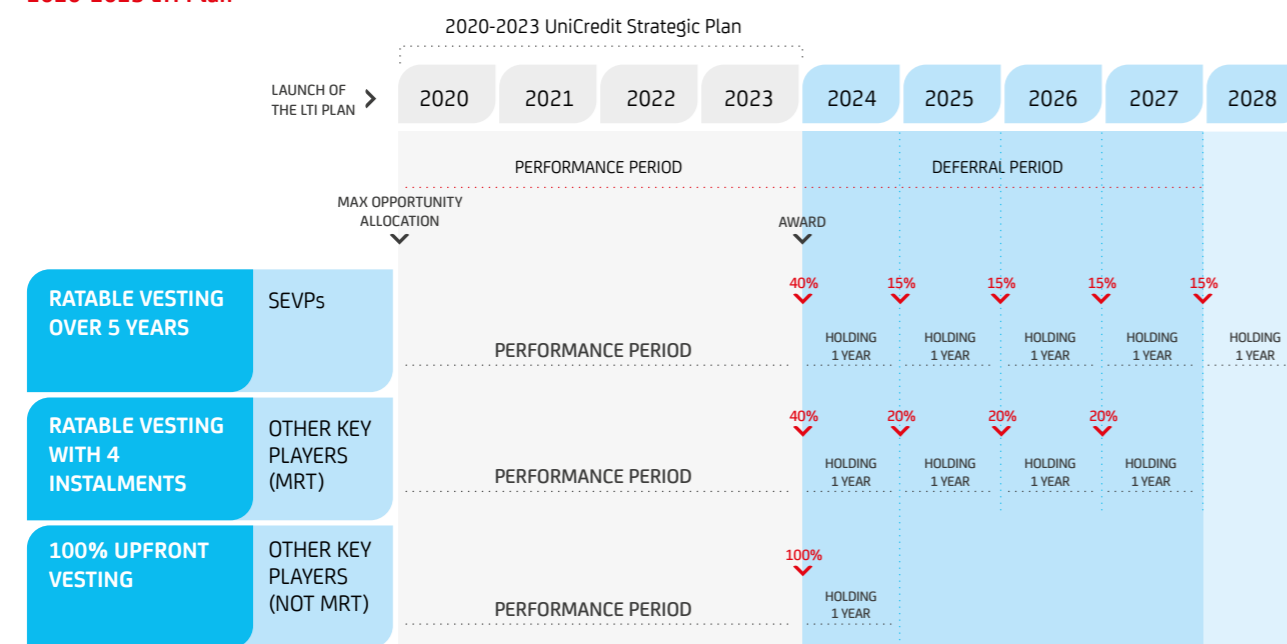 2020-2023 LTI Plan
2020-2023 UniCredit Strategic Plan
LAUNCH OF
THE LTI PLAN
2020 2021 2022 2023 2024 2025 2026 2027 2028
PERFORMANCE PERIOD DEFERRAL PERIOD
MAX OPPORTUNITY
ALLOCATION
AWARD
RATABLE VESTING
OVER 5 YEARS
SEVPs
40% 15% 15% 15% 15%
PERFORMANCE PERIOD
HOLDING HOLDING HOLDING HOLDING HOLDING
1 YEAR 1 YEAR 1 YEAR 1 YEAR 1 YEAR
RATABLE VESTING
WITH 4
INSTALMENTS
OTHER KEY
PLAYERS
(MRT)
40% 20% 20% 20%
PERFORMANCE PERIOD
HOLDING HOLDING HOLDING HOLDING
1 YEAR 1 YEAR 1 YEAR 1 YEAR
100% UPFRONT
VESTING
OTHER KEY
PLAYERS
(NOT MRT)
100%
PERFORMANCE PERIOD
HOLDING
1 YEAR